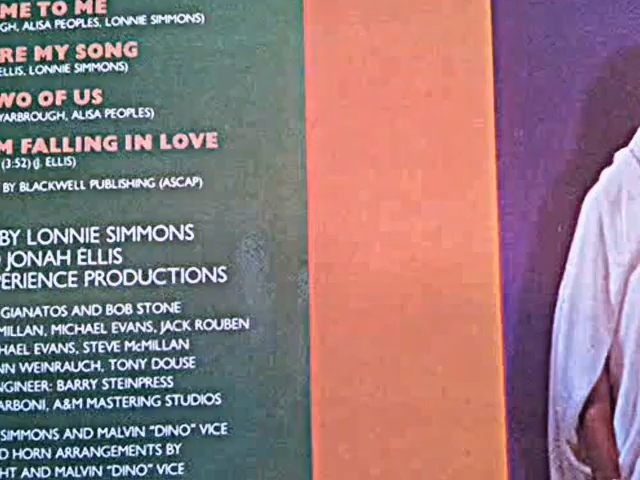 ME TO ME
GH, ALISA PEOPLES, LONNIE SIMMONS)
RE MY SONG
ELLIS, LONNIE SIMMONS)
WO OF US
YARBROUGH, ALISA PEOPLES)
M FALLING IN LOVE
(3:52) (J. ELLIS)
BY BLACKWELL PUBLISHING (ASCAP)
BY LONNIE SIMMONS
JONAH ELLIS
PERIENCE PRODUCTIONS
GIANATOS AND BOB STONE
MILLAN, MICHAEL EVANS, JACK ROUBEN
HAEL EVANS, STEVE McMILLAN
NN WEINRAUCH, TONY DOUSE
NGINEER: BARRY STEINPRESS
ARBONI, A&M MASTERING STUDIOS
SIMMONS AND MALVIN "DINO" VICE
D HORN ARRANGEMENTS BY
HT AND MALVIN "DINO" VICE